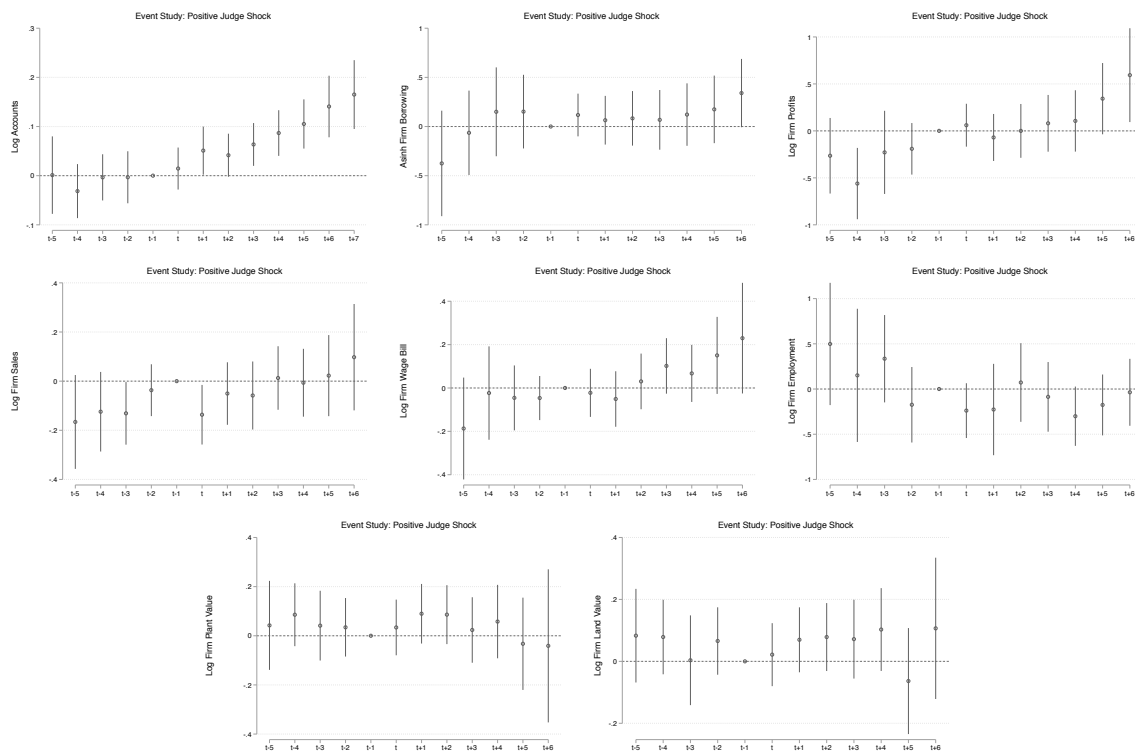 Event Study: Positive Judge Shock
Log Accounts
.3
.2
.1
0
-.1
t-5 t-4 t-3 t-2 t-1 t t+1 t+2 t+3 t+4 t+5 t+6 t+7
Event Study: Positive Judge Shock
Asinh Firm Borrowing
1
.5
0
-.5
-1
t-5 t-4 t-3 t-2 t-1 t t+1 t+2 t+3 t+4 t+5 t+6
Event Study: Positive Judge Shock
Log Firm Profits
1
.5
0
-.5
-1
t-5 t-4 t-3 t-2 t-1 t t+1 t+2 t+3 t+4 t+5 t+6
Event Study: Positive Judge Shock
Log Firm Sales
.4
.2
0
-.2
-.4
t-5 t-4 t-3 t-2 t-1 t t+1 t+2 t+3 t+4 t+5 t+6
Event Study: Positive Judge Shock
Log Firm Wage Bill
.4
.2
0
-.2
-.4
t-5 t-4 t-3 t-2 t-1 t t+1 t+2 t+3 t+4 t+5 t+6
Event Study: Positive Judge Shock
Log Firm Employment
1
.5
0
-.5
-1
t-5 t-4 t-3 t-2 t-1 t t+1 t+2 t+3 t+4 t+5 t+6
Event Study: Positive Judge Shock
Log Firm Plant Value
.4
.2
0
-.2
-.4
t-5 t-4 t-3 t-2 t-1 t t+1 t+2 t+3 t+4 t+5 t+6
Event Study: Positive Judge Shock
Log Firm Land Value
.4
.2
0
-.2
t-5 t-4 t-3 t-2 t-1 t t+1 t+2 t+3 t+4 t+5 t+6